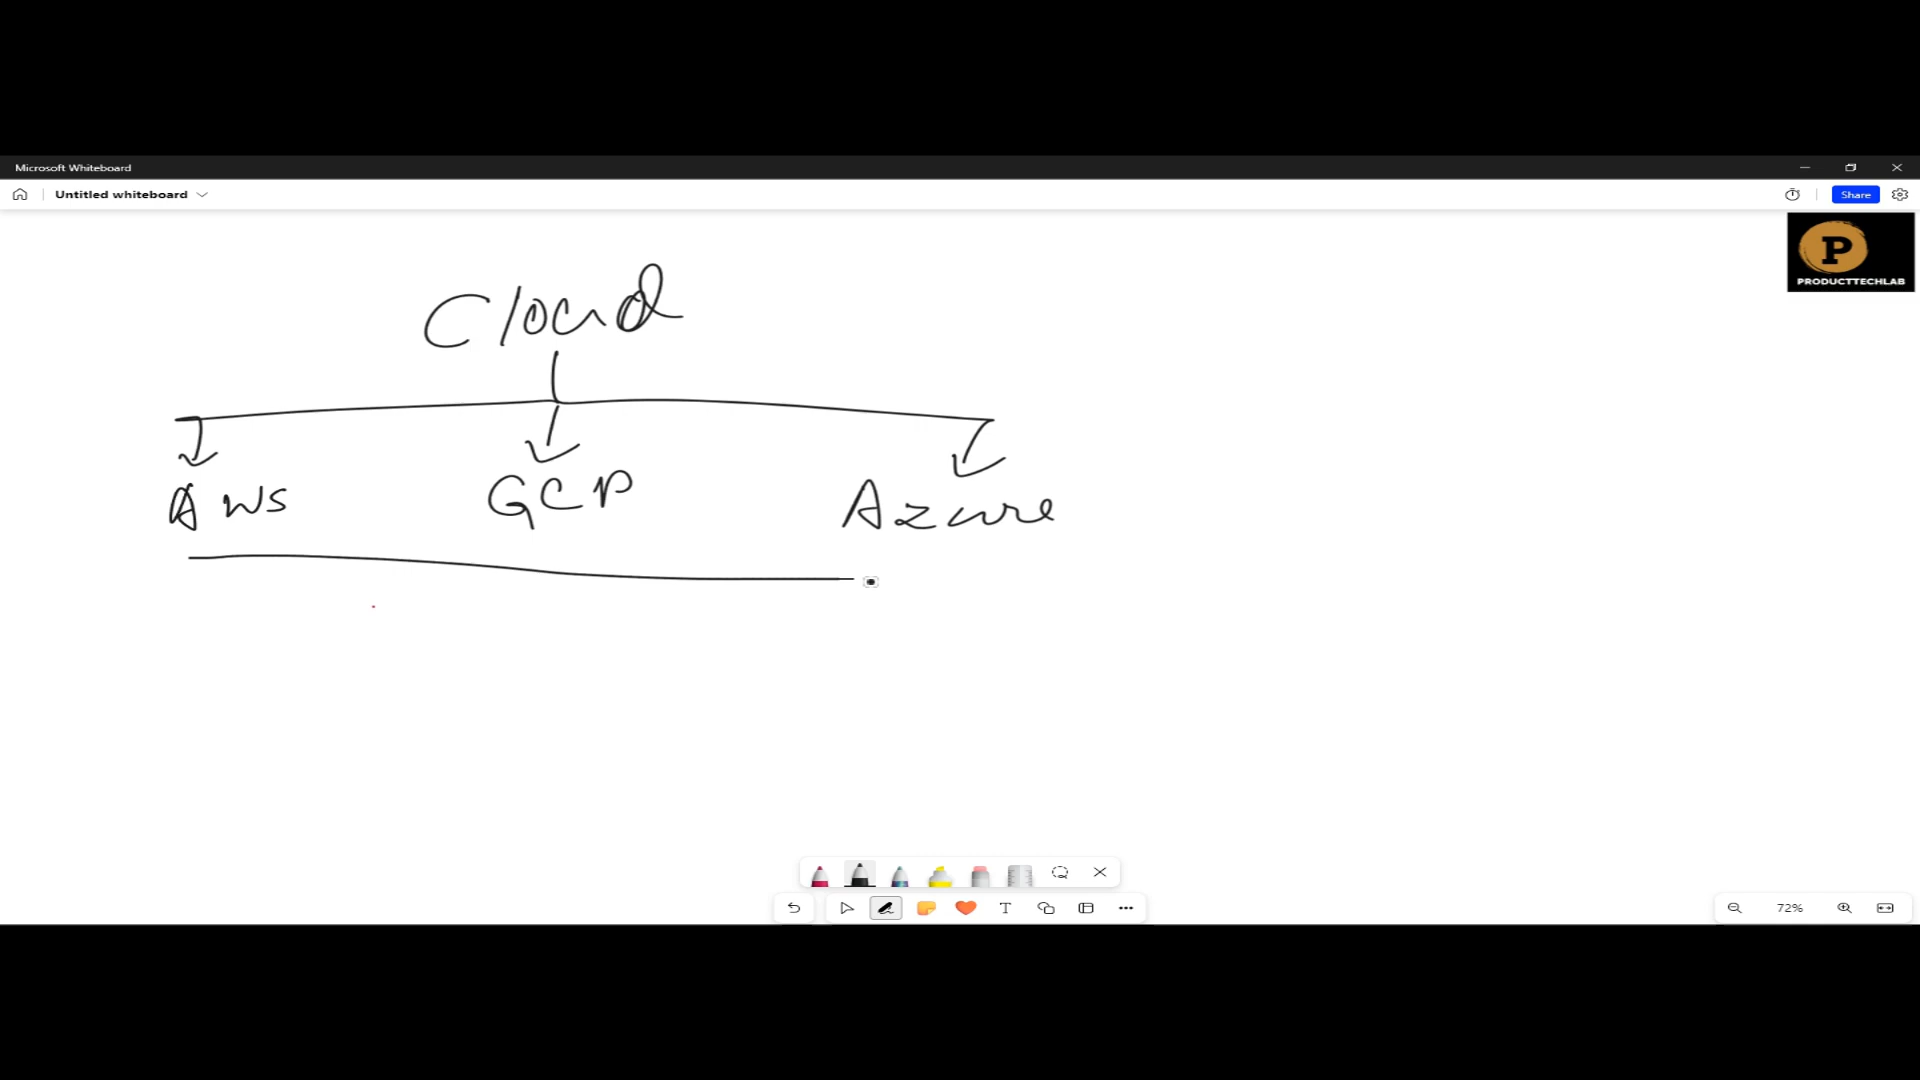 Microsoft Whiteboard
Untitled whiteboard
Share
P
PRODUCTTECHLAB
Cloud
AWS GCP Azure
T
72%